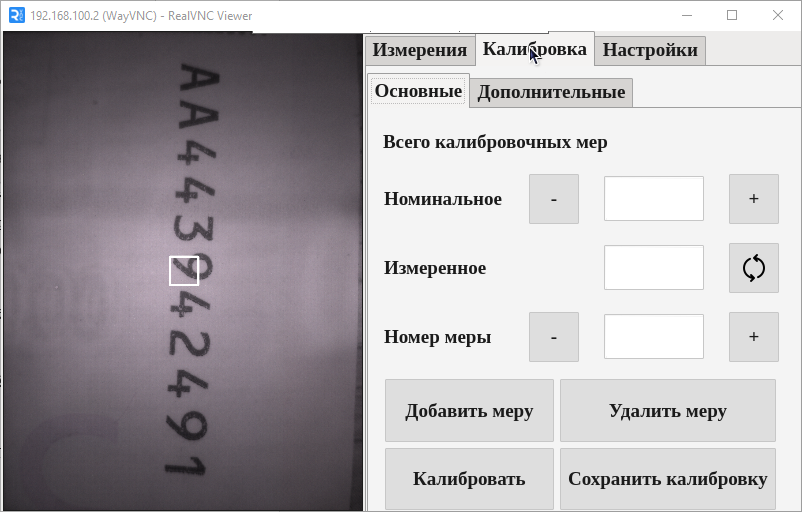 192.168.100.2 (WayVNC) - RealVNC Viewer
Измерения Калибровка Настройки
Основные Дополнительные
Всего калибровочных мер
Номинальное - +
Измеренное
Номер меры - +
Добавить меру Удалить меру
Калибровать Сохранить калибровку
AA443942491